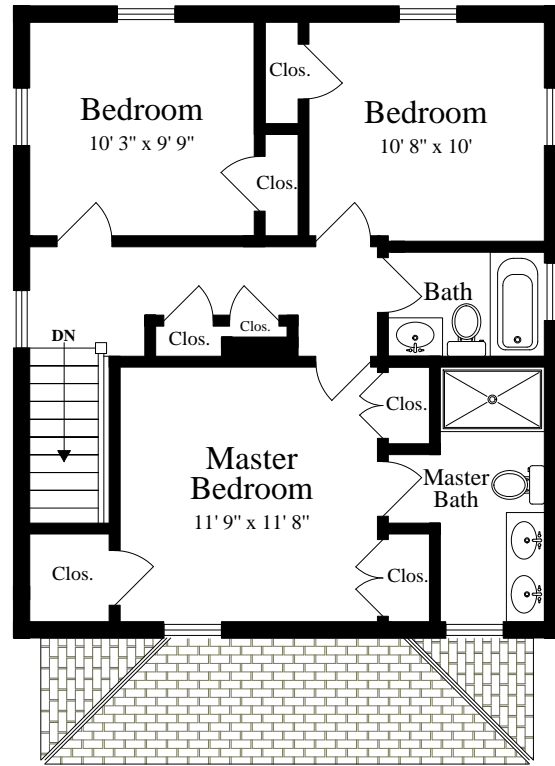 Bedroom
10' 3" x 9' 9"
Clos.
Bedroom
10' 8" x 10'
Clos.
Bath
DN
Clos.
Clos.
Clos.
Master
Bedroom
11' 9" x 11' 8"
Master
Bath
Clos.
Clos.